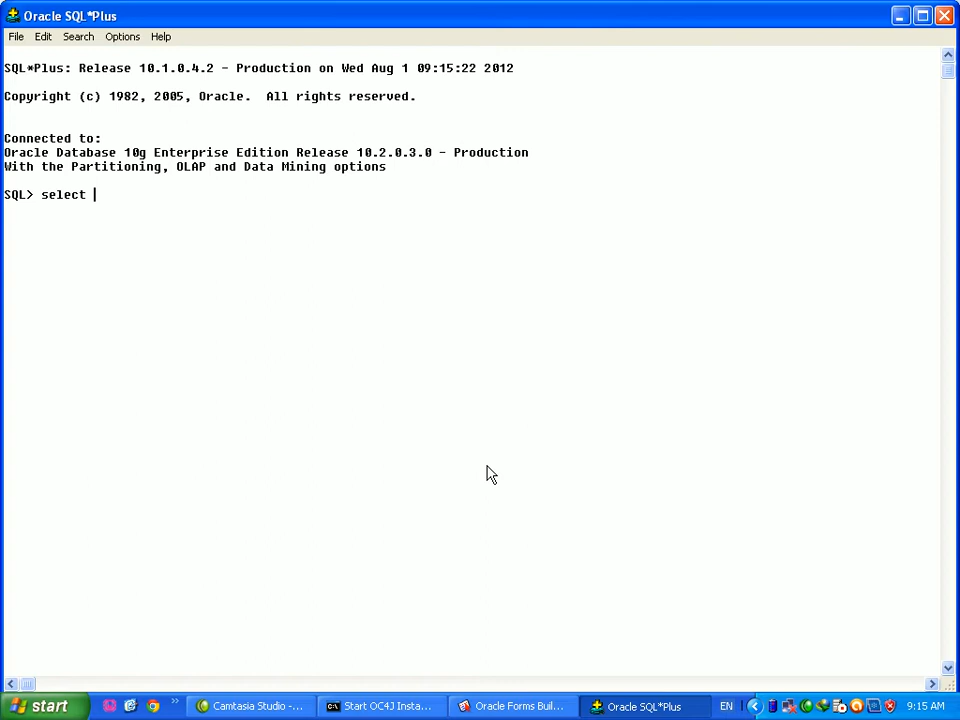 Oracle SQL*Plus
File Edit Search Options Help
SQL*Plus: Release 10.1.0.4.2 - Production on Wed Aug 1 09:15:22 2012
Copyright (c) 1982, 2005, Oracle.  All rights reserved.
Connected to:
Oracle Database 10g Enterprise Edition Release 10.2.0.3.0 - Production
With the Partitioning, OLAP and Data Mining options
SQL> select
start Camtasia Studio -... Start OC4J Insta... Oracle Forms Buil... Oracle SQL*Plus EN 9:15 AM